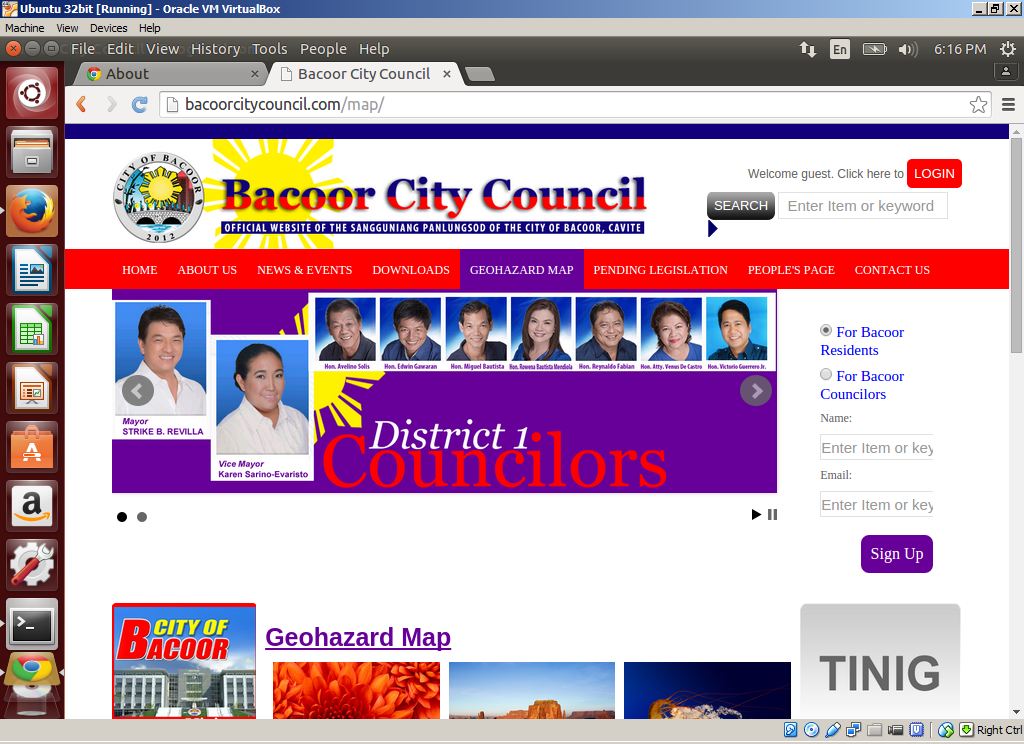 Ubuntu 32bit [Running] - Oracle VM VirtualBox
Machine View Devices Help
File Edit View History Tools People Help
En
6:16 PM
About
Bacoor City Council
bacoorcitycouncil.com/map/
CITY OF BACOOR
2012
Bacoor City Council
OFFICIAL WEBSITE OF THE SANGGUNIANG PANLUNGSOD OF THE CITY OF BACOOR, CAVITE
Welcome guest. Click here to LOGIN
SEARCH Enter Item or keyword
HOME ABOUT US NEWS & EVENTS DOWNLOADS GEOHAZARD MAP PENDING LEGISLATION PEOPLE'S PAGE CONTACT US
Hon. Avelino Solis Hon. Edwin Gawaran Hon. Miguel Bautista Hon. Rowena Bautista Mendiola Hon. Reynaldo Fabian Hon. Atty. Venus De Castro Hon. Victorio Guerrero Jr.
Mayor
STRIKE B. REVILLA
Vice Mayor
Karen Sarino-Evaristo
District 1
Councilors
For Bacoor
Residents
For Bacoor
Councilors
Name:
Enter Item or key
Email:
Enter Item or key
Sign Up
CITY OF
BACOOR
Geohazard Map
TINIG
Right Ctrl